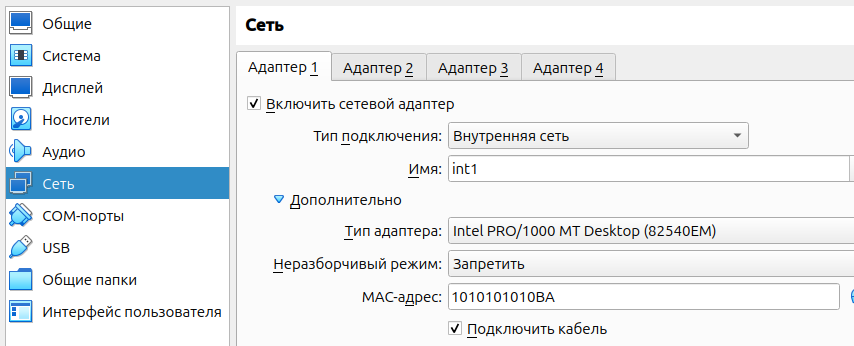 Общие
Система
Дисплей
Носители
Аудио
Сеть
COM-порты
USB
Общие папки
Интерфейс пользователя
Сеть
Адаптер 1 Адаптер 2 Адаптер 3 Адаптер 4
Включить сетевой адаптер
Тип подключения: Внутренняя сеть
Имя: int1
Дополнительно
Тип адаптера: Intel PRO/1000 MT Desktop (82540EM)
Неразборчивый режим: Запретить
MAC-адрес: 1010101010BA
Подключить кабель